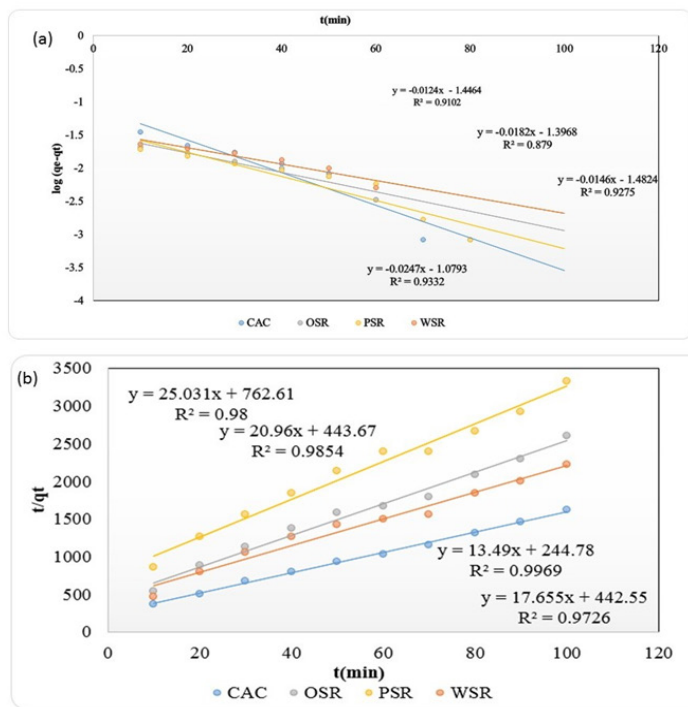 (a)
t(min)
0 20 40 60 80 100 120
0
-0.5
-1
-1.5
-2
-2.5
-3
-3.5
-4
log (qe-qt)
y = -0.0124x - 1.4464
R² = 0.9102
y = -0.0182x - 1.3968
R² = 0.879
y = -0.0146x - 1.4824
R² = 0.9275
y = -0.0247x - 1.0793
R² = 0.9332
CAC OSR PSR WSR
(b)
3500
3000
2500
2000
1500
1000
500
0
t/qt
y = 25.031x + 762.61
R² = 0.98
y = 20.96x + 443.67
R² = 0.9854
y = 13.49x + 244.78
R² = 0.9969
y = 17.655x + 442.55
R² = 0.9726
0 20 40 60 80 100 120
t(min)
CAC OSR PSR WSR